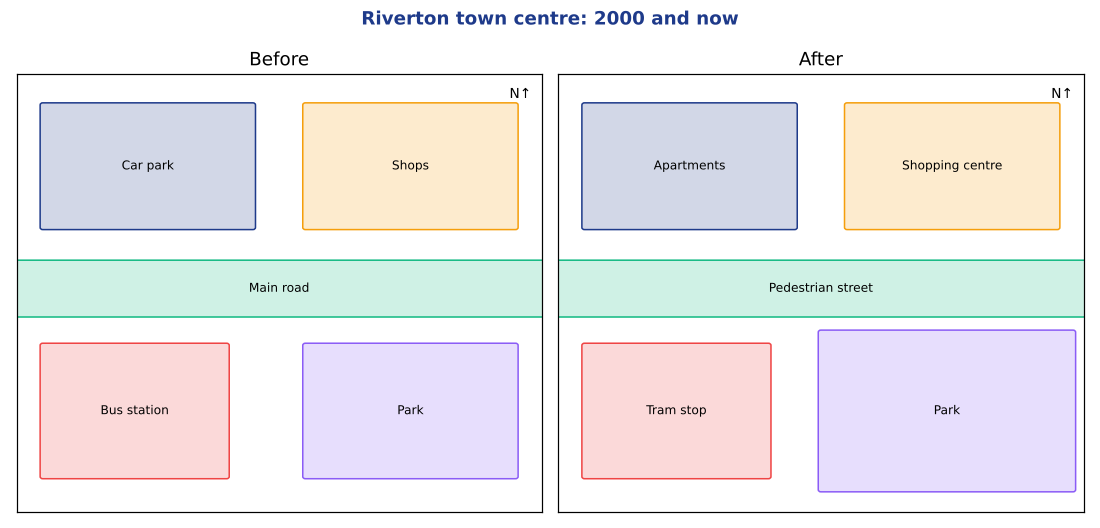 Riverton town centre: 2000 and now
Before
N↑
Car park
Shops
Main road
Bus station
Park
After
N↑
Apartments
Shopping centre
Pedestrian street
Tram stop
Park